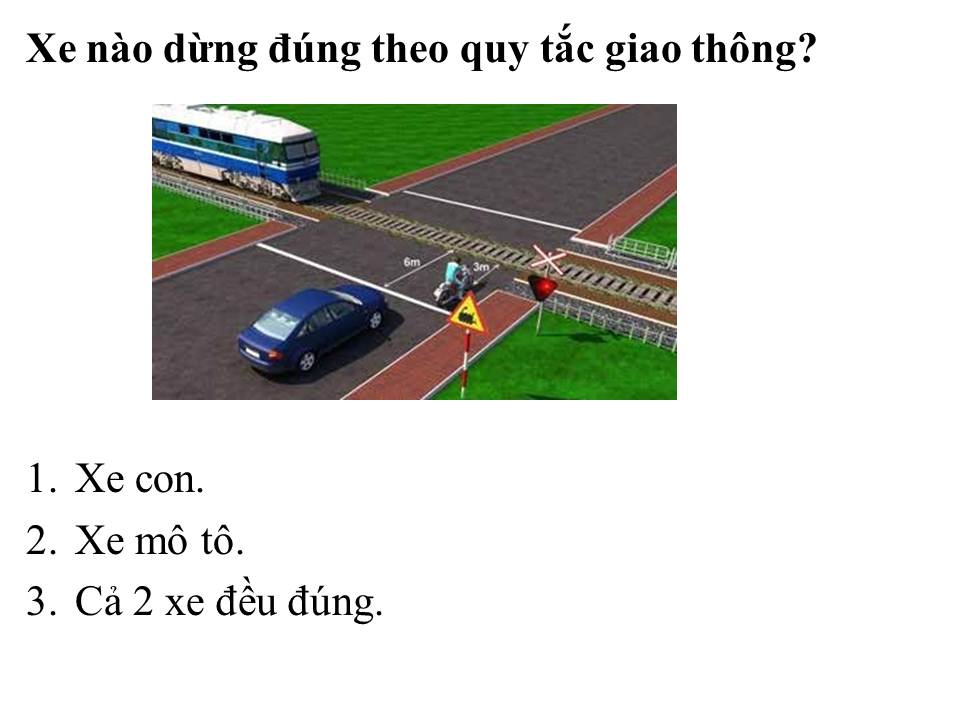 Xe nào dừng đúng theo quy tắc giao thông?
6m
3m
1. Xe con.
2. Xe mô tô.
3. Cả 2 xe đều đúng.